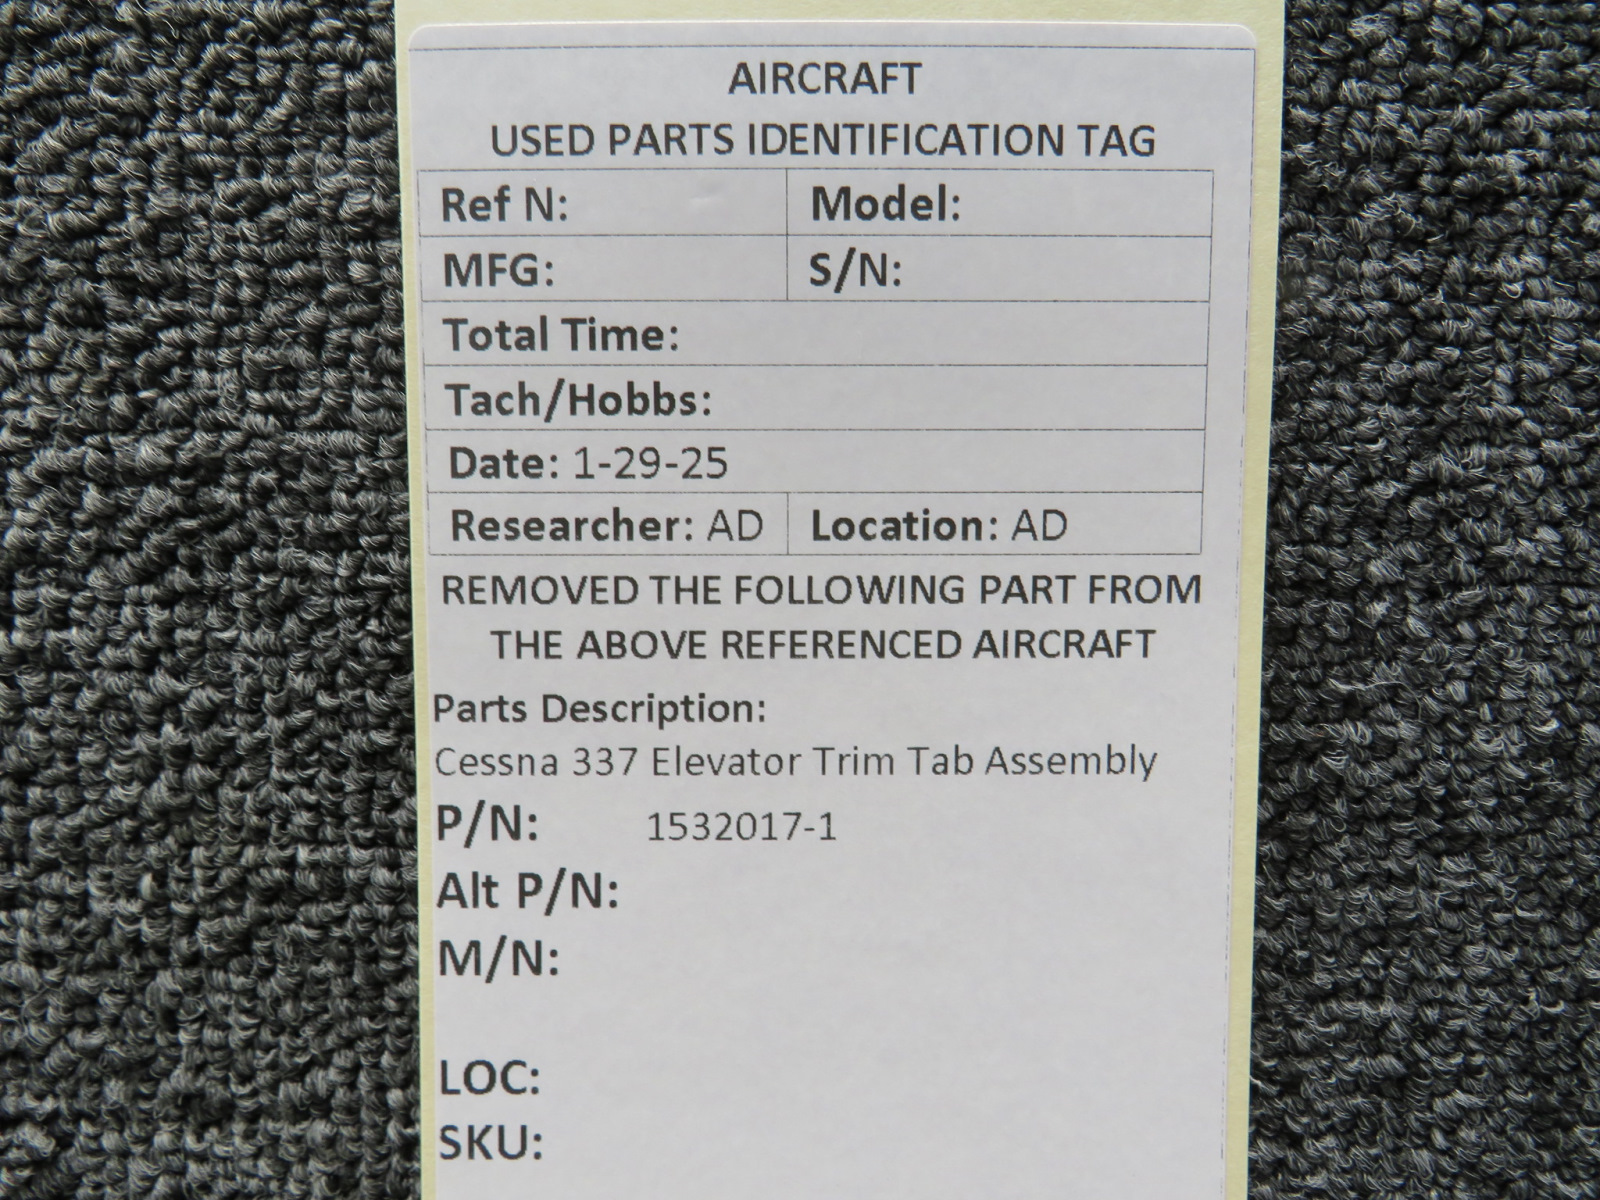 AIRCRAFT
USED PARTS IDENTIFICATION TAG
Ref N: Model:
MFG: S/N:
Total Time:
Tach/Hobbs:
Date: 1-29-25
Researcher: AD Location: AD
REMOVED THE FOLLOWING PART FROM
THE ABOVE REFERENCED AIRCRAFT
Parts Description:
Cessna 337 Elevator Trim Tab Assembly
P/N: 1532017-1
Alt P/N:
M/N:
LOC:
SKU: